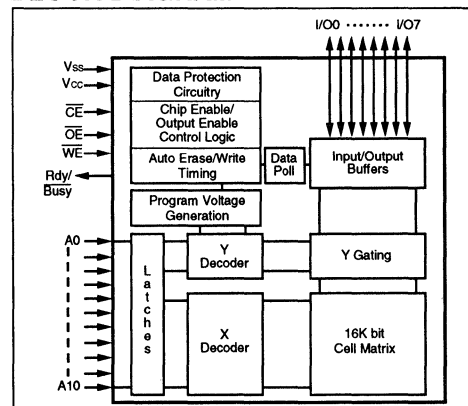 I/O0 ········ I/O7
VSS
VCC
CE
OE
WE
Rdy/
Busy
A0
A10
Data Protection
Circuitry
Chip Enable/
Output Enable
Control Logic
Auto Erase/Write
Timing
Data
Poll
Input/Output
Buffers
Program Voltage
Generation
L
a
t
c
h
e
s
Y
Decoder
Y Gating
X
Decoder
16K bit
Cell Matrix